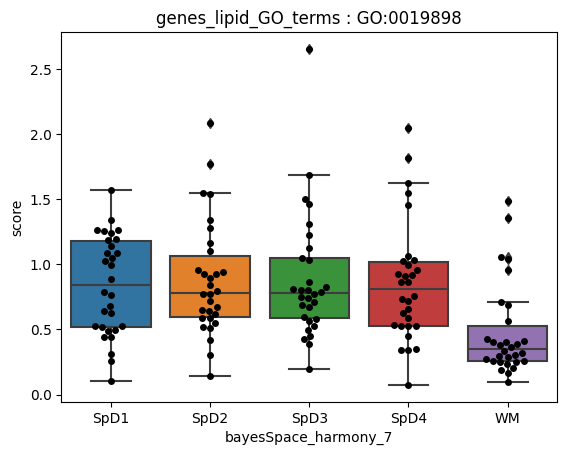 genes_lipid_GO_terms : GO:0019898
score
2.5
2.0
1.5
1.0
0.5
0.0
SpD1 SpD2 SpD3 SpD4 WM
bayesSpace_harmony_7